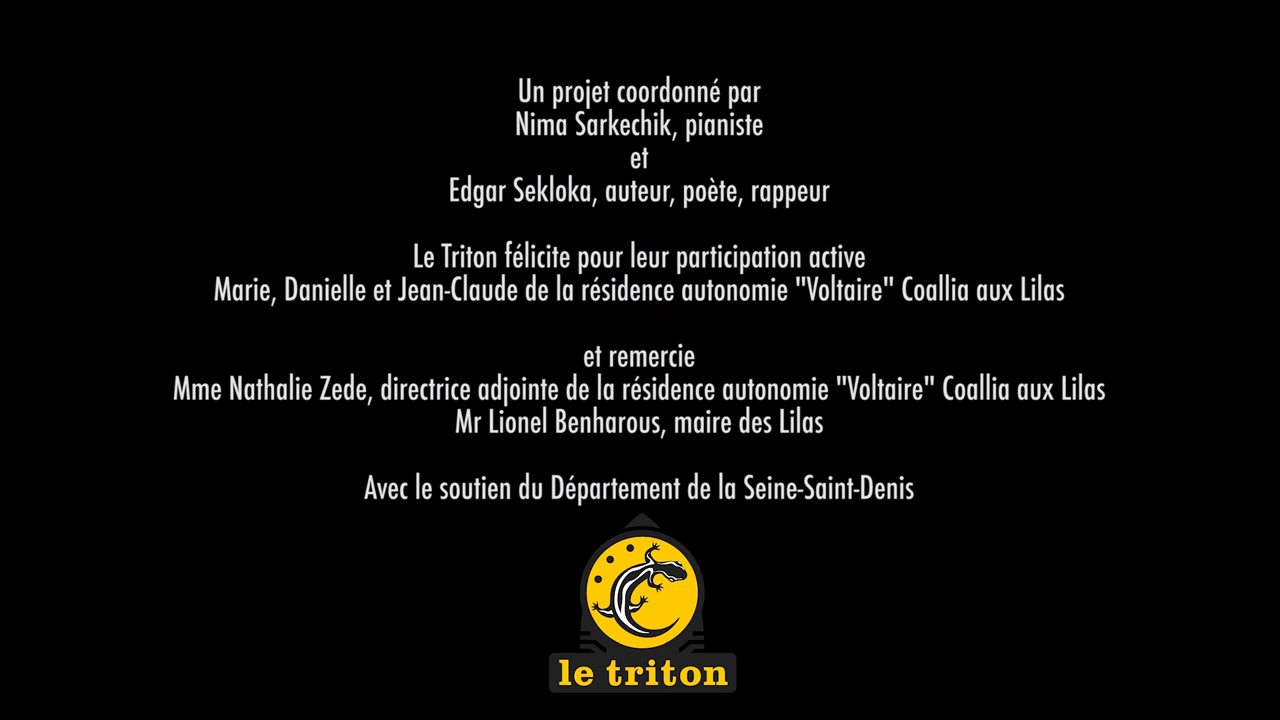 Un projet coordonné par
Nima Sarkechik, pianiste
et
Edgar Sekloka, auteur, poète, rappeur
Le Triton félicite pour leur participation active
Marie, Danielle et Jean-Claude de la résidence autonomie "Voltaire" Coallia aux Lilas
et remercie
Mme Nathalie Zede, directrice adjointe de la résidence autonomie "Voltaire" Coallia aux Lilas
Mr Lionel Benharous, maire des Lilas
Avec le soutien du Département de la Seine-Saint-Denis
le triton